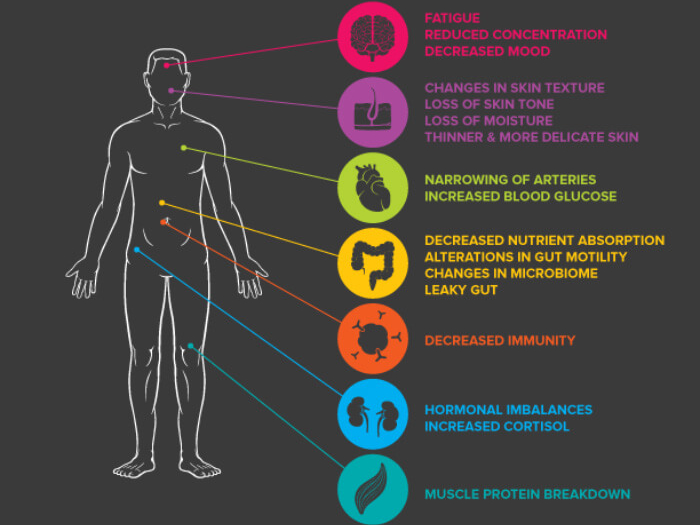 FATIGUE
REDUCED CONCENTRATION
DECREASED MOOD
CHANGES IN SKIN TEXTURE
LOSS OF SKIN TONE
LOSS OF MOISTURE
THINNER & MORE DELICATE SKIN
NARROWING OF ARTERIES
INCREASED BLOOD GLUCOSE
DECREASED NUTRIENT ABSORPTION
ALTERATIONS IN GUT MOTILITY
CHANGES IN MICROBIOME
LEAKY GUT
DECREASED IMMUNITY
HORMONAL IMBALANCES
INCREASED CORTISOL
MUSCLE PROTEIN BREAKDOWN